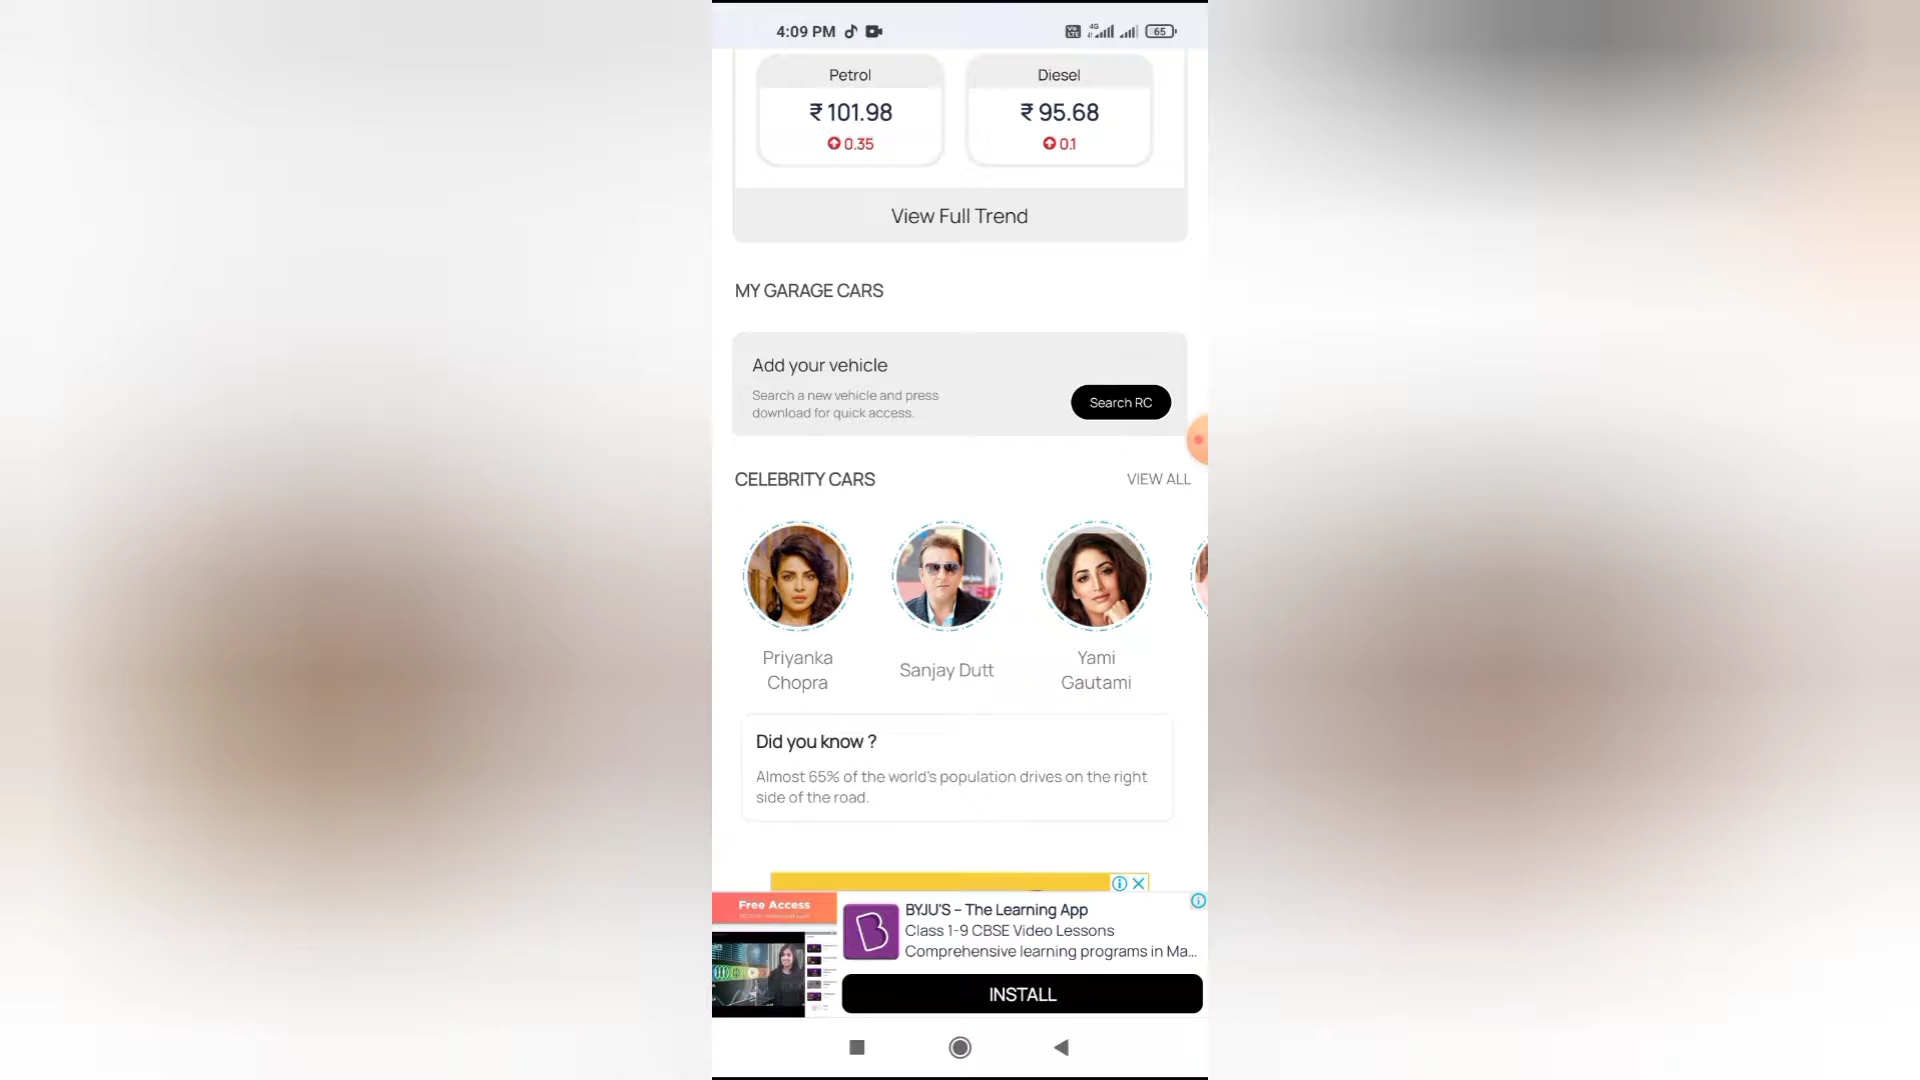 4:09 PM
4G
65
Petrol
Diesel
₹ 101.98
₹ 95.68
0.35
0.1
View Full Trend
MY GARAGE CARS
Add your vehicle
Search a new vehicle and press
download for quick access.
Search RC
CELEBRITY CARS
VIEW ALL
Priyanka
Chopra
Sanjay Dutt
Yami
Gautami
Did you know ?
Almost 65% of the world's population drives on the right
side of the road.
Free Access
BYJU'S – The Learning App
Class 1-9 CBSE Video Lessons
Comprehensive learning programs in Ma...
INSTALL